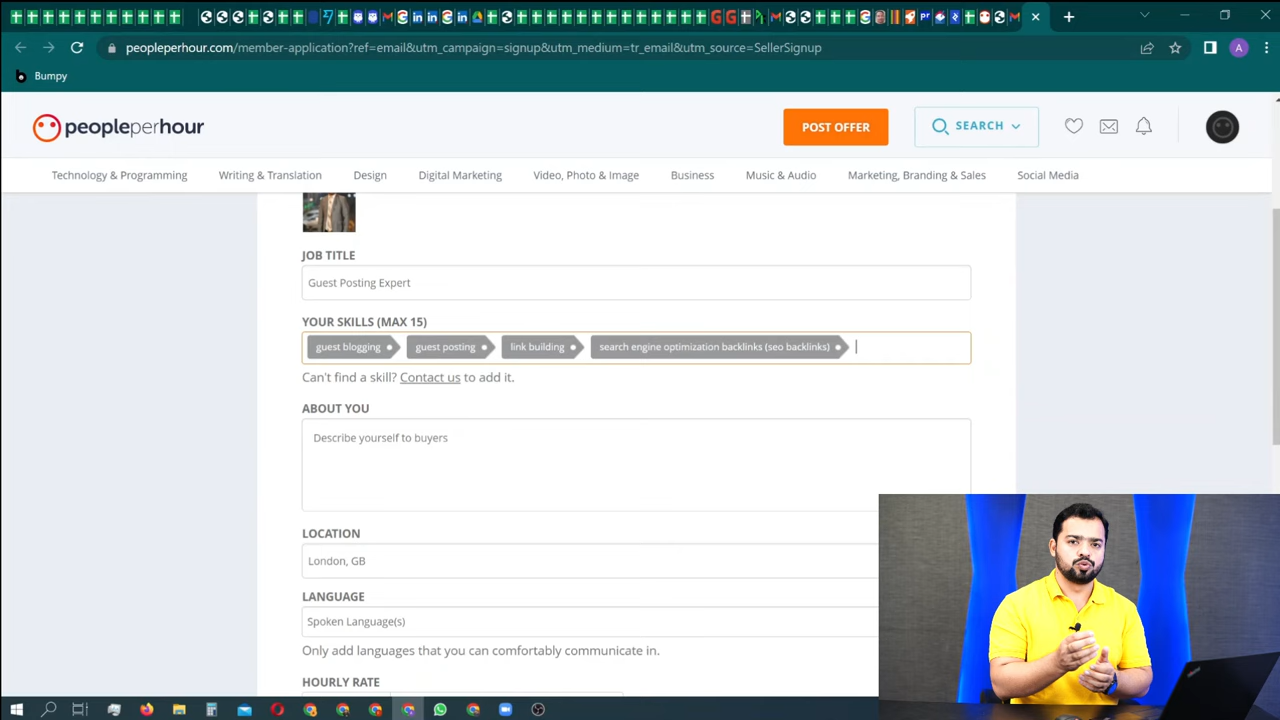 peopleperhour.com/member-application?ref=email&utm_campaign=signup&utm_medium=tr_email&utm_source=SellerSignup
A
Bumpy
peopleperhour
POST OFFER
SEARCH
Technology & Programming
Writing & Translation
Design
Digital Marketing
Video, Photo & Image
Business
Music & Audio
Marketing, Branding & Sales
Social Media
JOB TITLE
Guest Posting Expert
YOUR SKILLS (MAX 15)
guest blogging
guest posting
link building
search engine optimization backlinks (seo backlinks)
Can't find a skill? Contact us to add it.
ABOUT YOU
Describe yourself to buyers
LOCATION
London, GB
LANGUAGE
Spoken Language(s)
Only add languages that you can comfortably communicate in.
HOURLY RATE